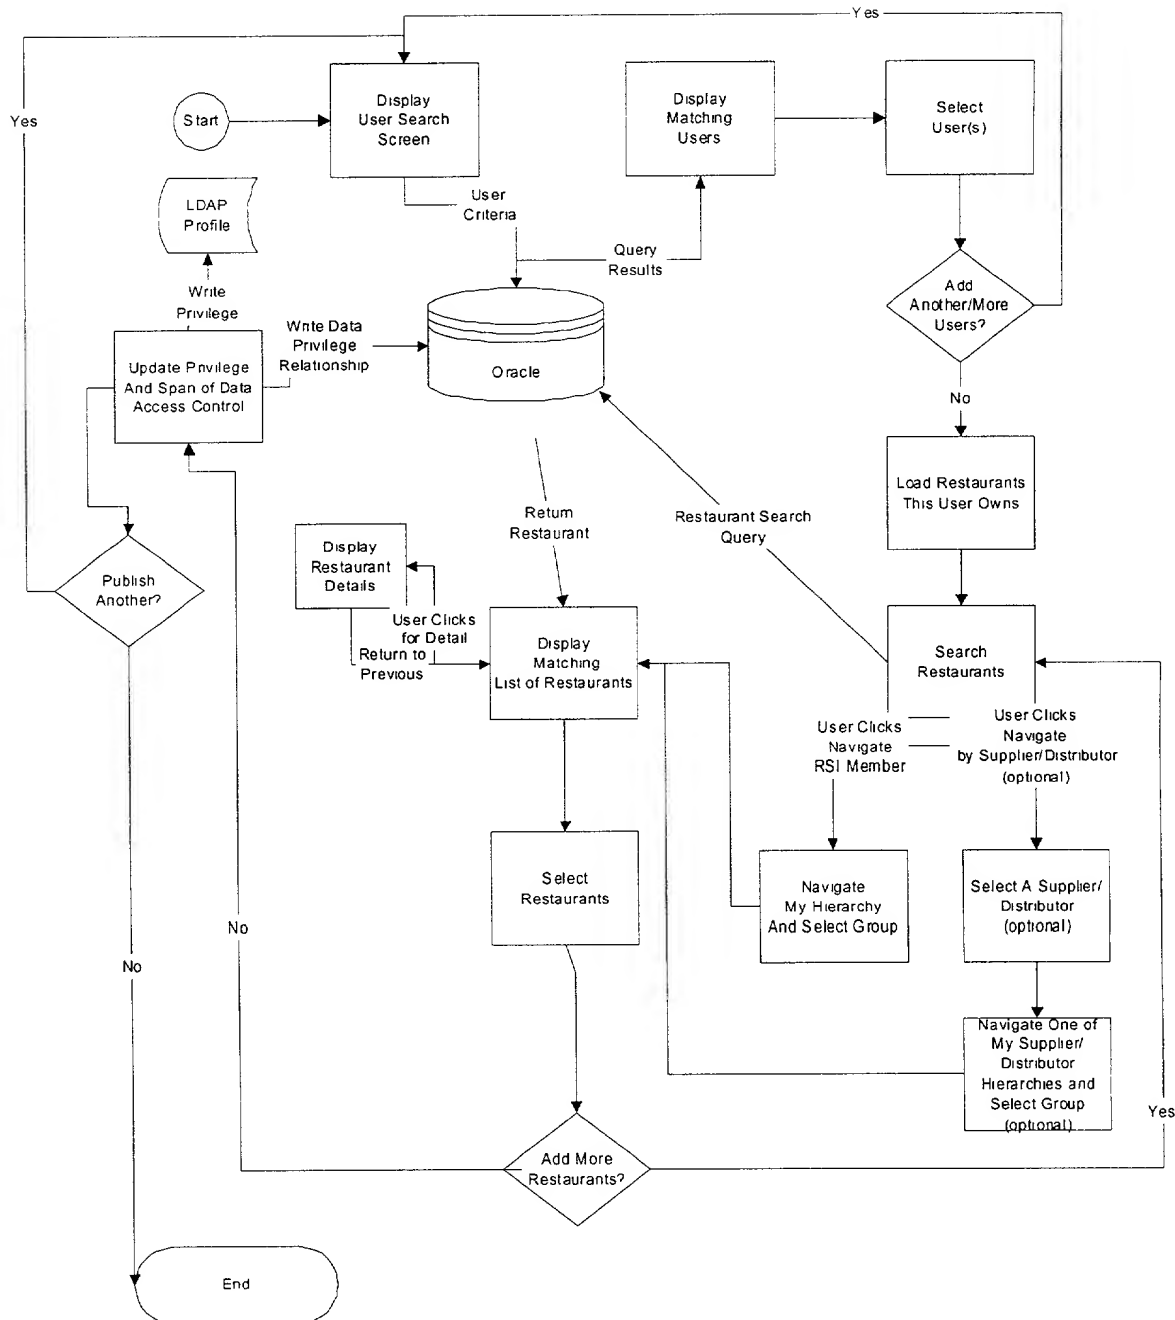 Yes
Yes
Start
Display
User Search
Screen
Display
Matching
Users
Select
User(s)
LDAP
Profile
User
Criteria
Query
Results
Add
Another/More
Users?
Write
Privilege
Write Data
Privilege
Relationship
Update Privilege
And Span of Data
Access Control
Oracle
No
Load Restaurants
This User Owns
Return
Restaurant
Restaurant Search
Query
Display
Restaurant
Details
Publish
Another?
User Clicks
for Detail
Return to
Previous
Display
Matching
List of Restaurants
Search
Restaurants
User Clicks
Navigate
RSI Member
User Clicks
Navigate
by Supplier/Distributor
(optional)
Select
Restaurants
Navigate
My Hierarchy
And Select Group
Select A Supplier/
Distributor
(optional)
No
No
Navigate One of
My Supplier/
Distributor
Hierarchies and
Select Group
(optional)
Yes
Add More
Restaurants?
End